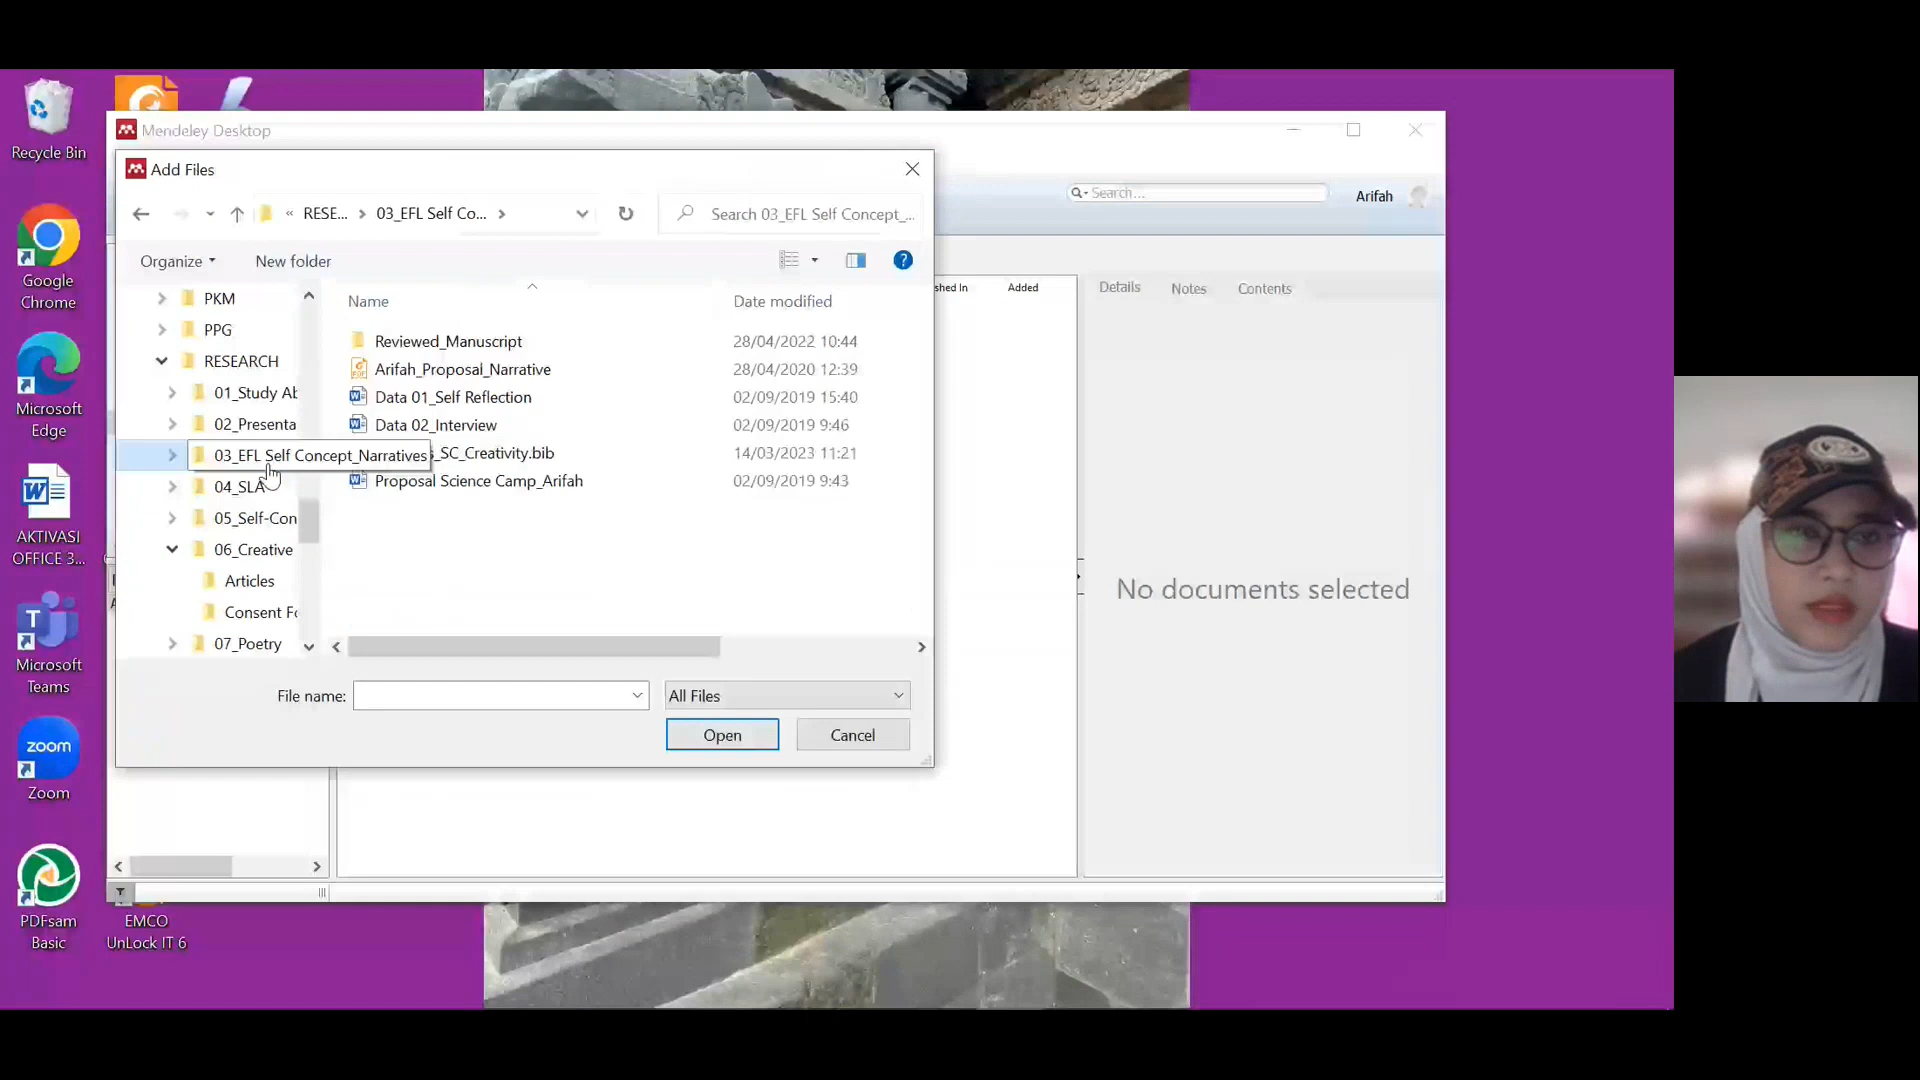 Recycle Bin
Google
Chrome
Microsoft
Edge
AKTIVASI
OFFICE 3...
Microsoft
Teams
zoom
Zoom
PDFsam
Basic
EMCO
UnLock IT 6
Mendeley Desktop
Add Files
« RESE... > 03_EFL Self Co... >
Search 03_EFL Self Concept_...
Search...
Arifah
Organize
New folder
PKM
PPG
RESEARCH
01_Study Ab
02_Presenta
03_EFL Self Concept_Narratives
04_SLA
05_Self-Con
06_Creative
Articles
Consent Fo
07_Poetry
Name Date modified
Reviewed_Manuscript 28/04/2022 10:44
Arifah_Proposal_Narrative 28/04/2020 12:39
Data 01_Self Reflection 02/09/2019 15:40
Data 02_Interview 02/09/2019 9:46
_SC_Creativity.bib 14/03/2023 11:21
Proposal Science Camp_Arifah 02/09/2019 9:43
File name:
All Files
Open
Cancel
shed In Added
Details Notes Contents
No documents selected